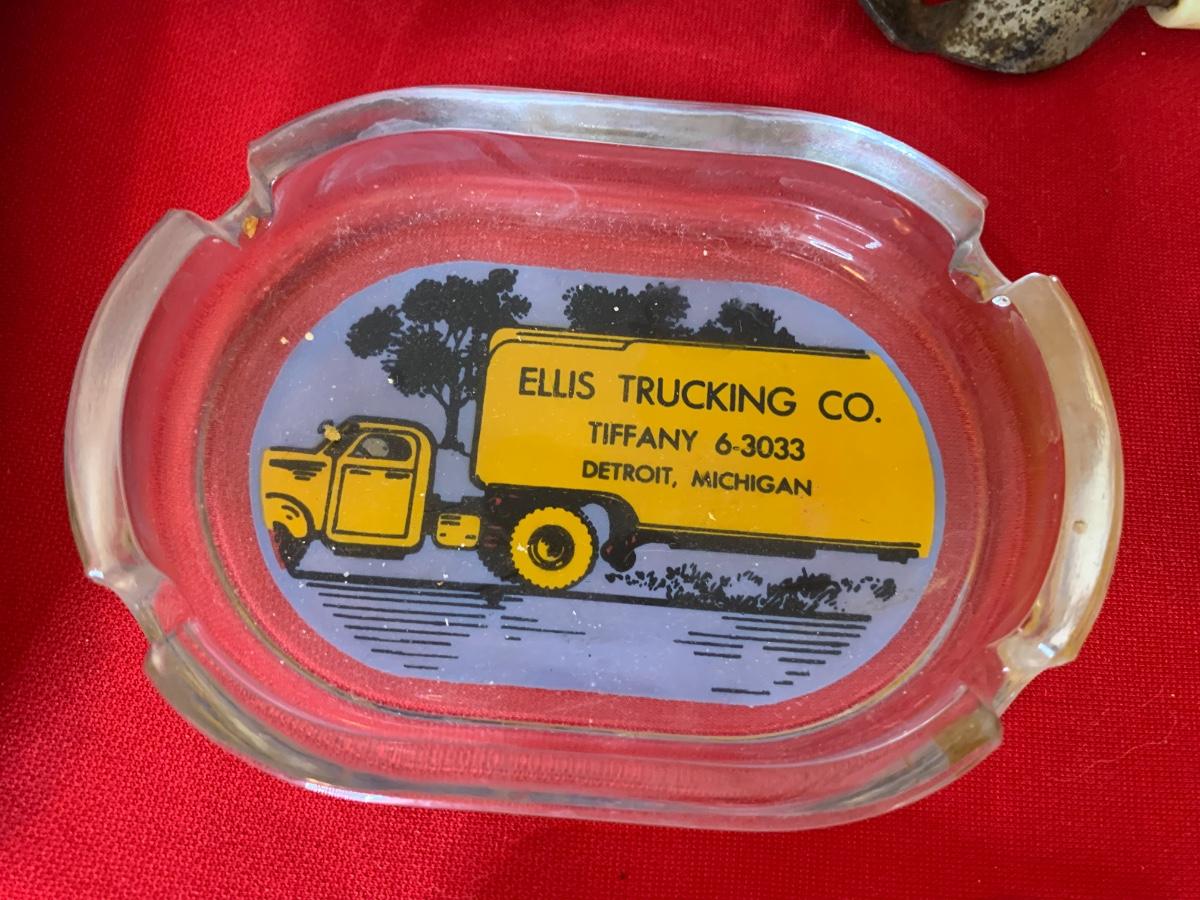 ELLIS TRUCKING CO.
TIFFANY 6-3033
DETROIT, MICHIGAN